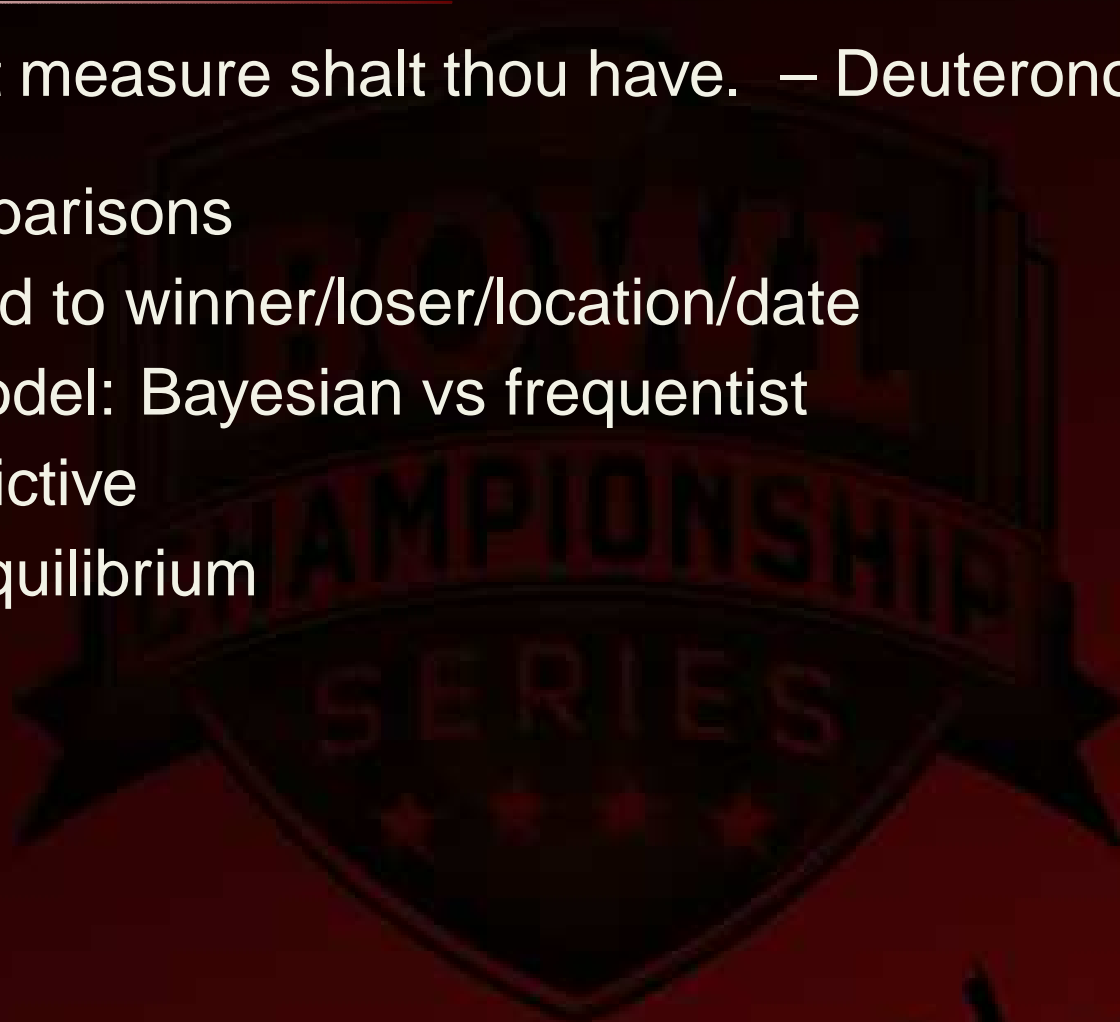 measure shalt thou have. – Deuterono
parisons
d to winner/loser/location/date
odel: Bayesian vs frequentist
ictive
quilibrium
BOWL
CHAMPIONSHIP
SERIES